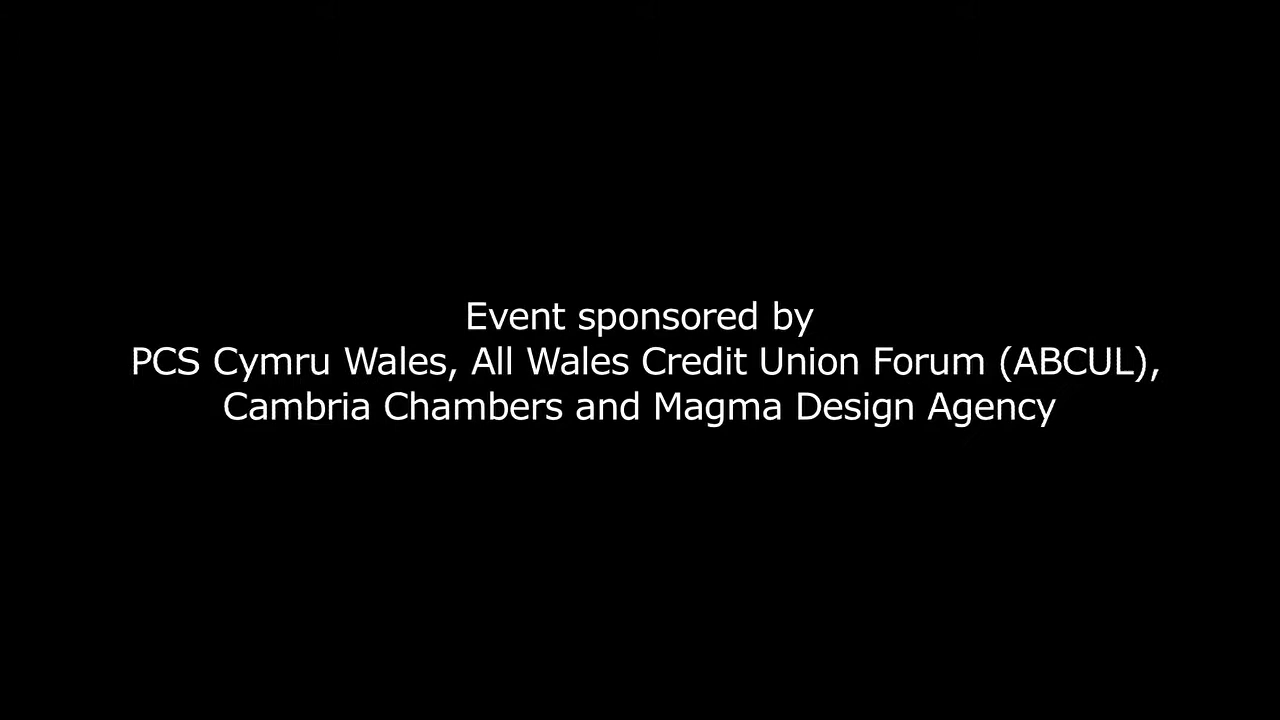 Event sponsored by
PCS Cymru Wales, All Wales Credit Union Forum (ABCUL),
Cambria Chambers and Magma Design Agency